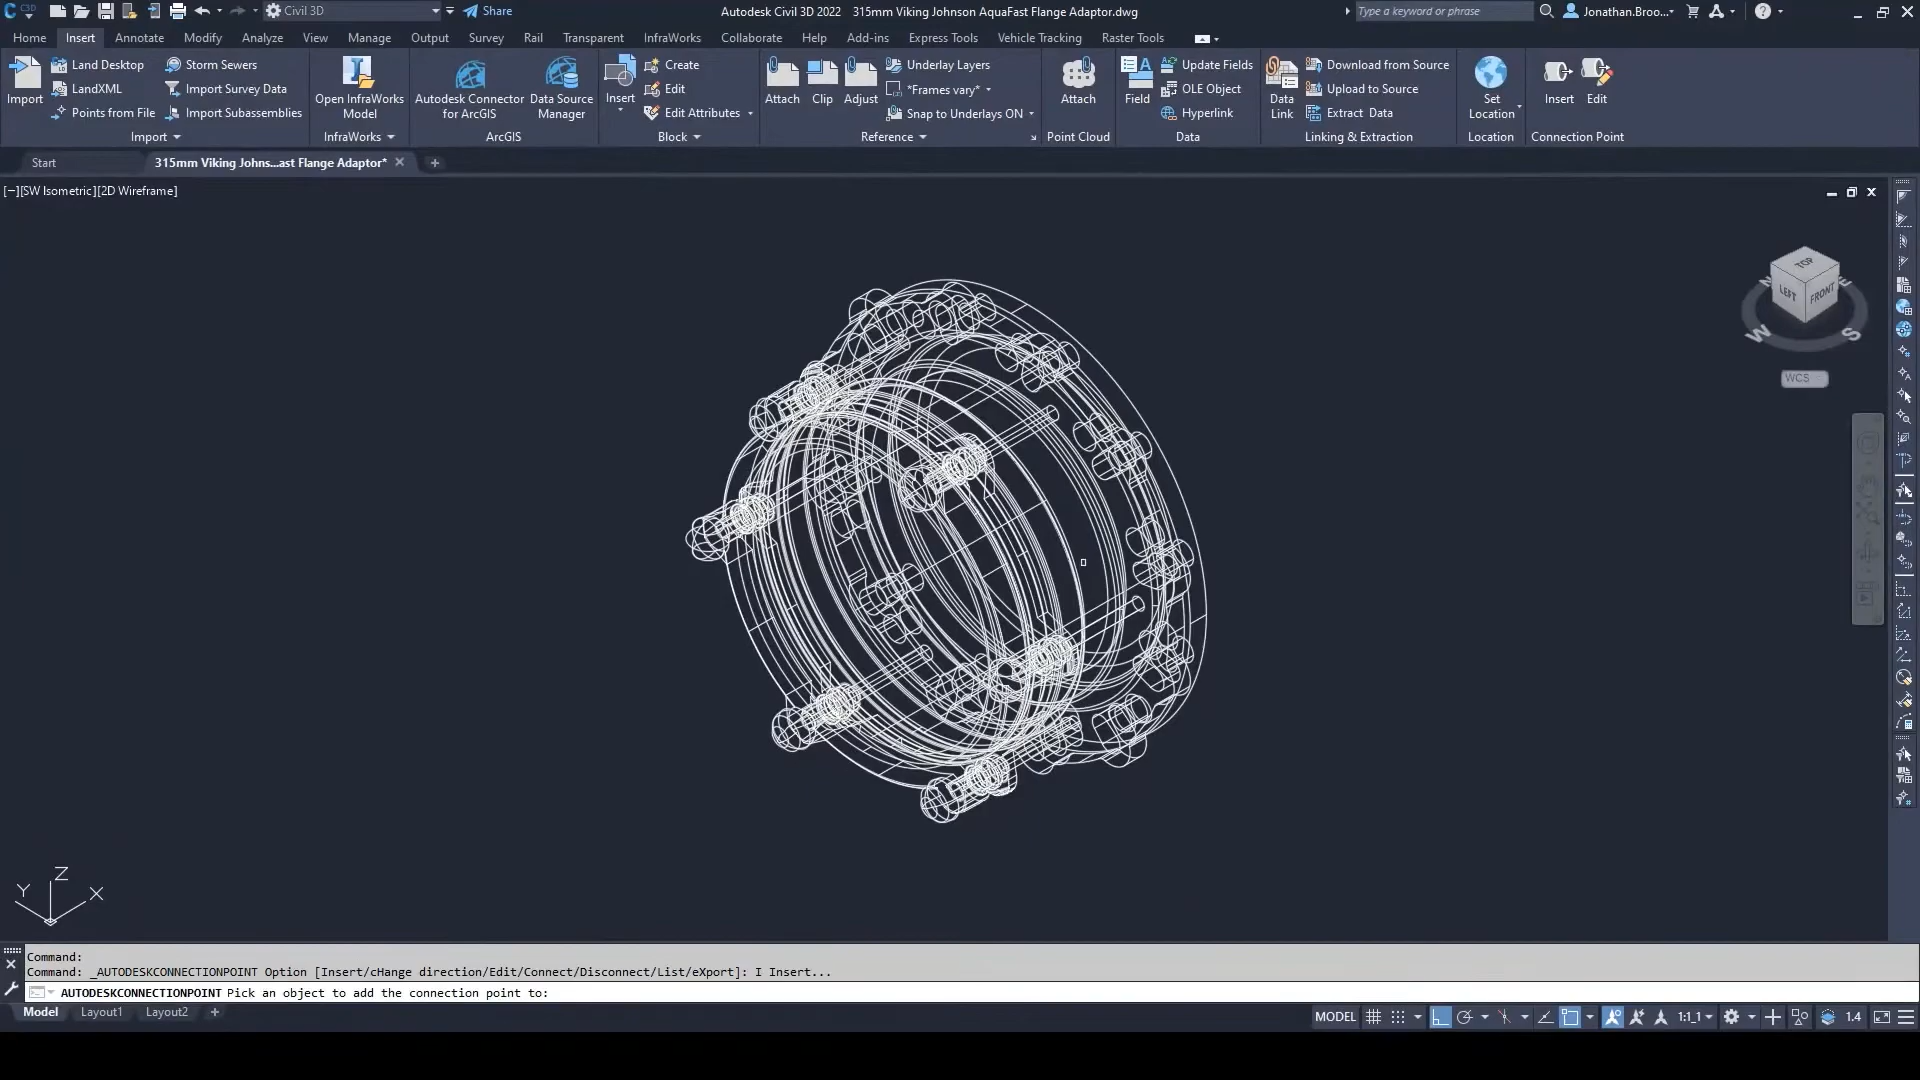 C3D Civil 3D Share Autodesk Civil 3D 2022 315mm Viking Johnson AquaFast Flange Adaptor.dwg Type a keyword or phrase Jonathan.Broo...
Home Insert Annotate Modify Analyze View Manage Output Survey Rail Transparent InfraWorks Collaborate Help Add-ins Express Tools Vehicle Tracking Raster Tools
Import
Land Desktop
LandXML
Points from File
Storm Sewers
Import Survey Data
Import Subassemblies
Import
Open InfraWorks
Model
InfraWorks
Autodesk Connector
for ArcGIS
Data Source
Manager
ArcGIS
Insert
Create
Edit
Edit Attributes
Block
Attach
Clip
Adjust
Underlay Layers
*Frames vary*
Snap to Underlays ON
Reference
Attach
Point Cloud
Field
Update Fields
OLE Object
Hyperlink
Data
Data
Link
Download from Source
Upload to Source
Extract Data
Linking & Extraction
Set
Location
Location
Insert
Edit
Connection Point
Start 315mm Viking Johns...ast Flange Adaptor*
[−][SW Isometric][2D Wireframe]
TOP
LEFT FRONT
W S
WCS
Z
Y X
Command:
Command: _AUTODESKCONNECTIONPOINT Option [Insert/cHange direction/Edit/Connect/Disconnect/List/eXport]: I Insert...
AUTODESKCONNECTIONPOINT Pick an object to add the connection point to:
Model Layout1 Layout2 MODEL 1:1_1 1.4